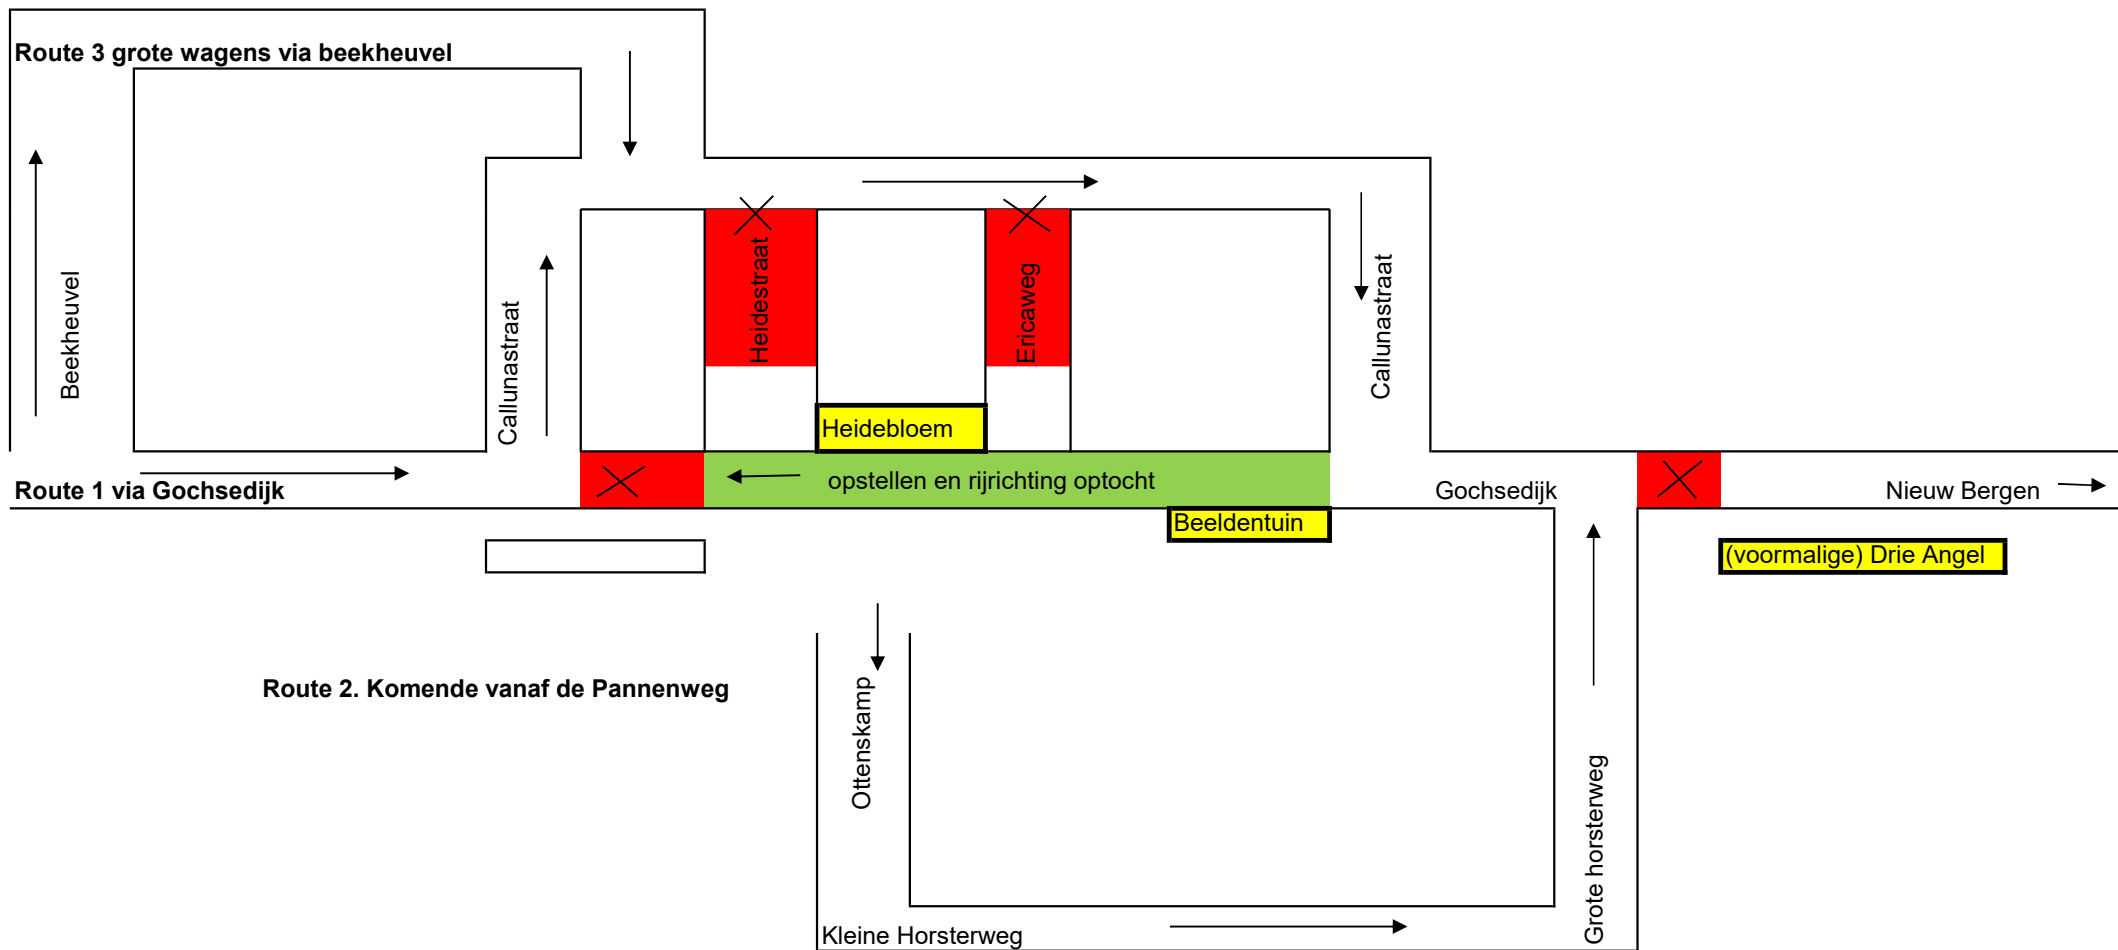 Route 3 grote wagens via beekheuvel
Beekheuvel
Callunastraat
Heidestraat
Ericaweg
Callunastraat
Heidebloem
Route 1 via Gochsedijk
opstellen en rijrichting optocht
Gochsedijk
Nieuw Bergen
Beeldentuin
(voormalige) Drie Angel
Route 2. Komende vanaf de Pannenweg
Ottenskamp
Grote horsterweg
Kleine Horsterweg